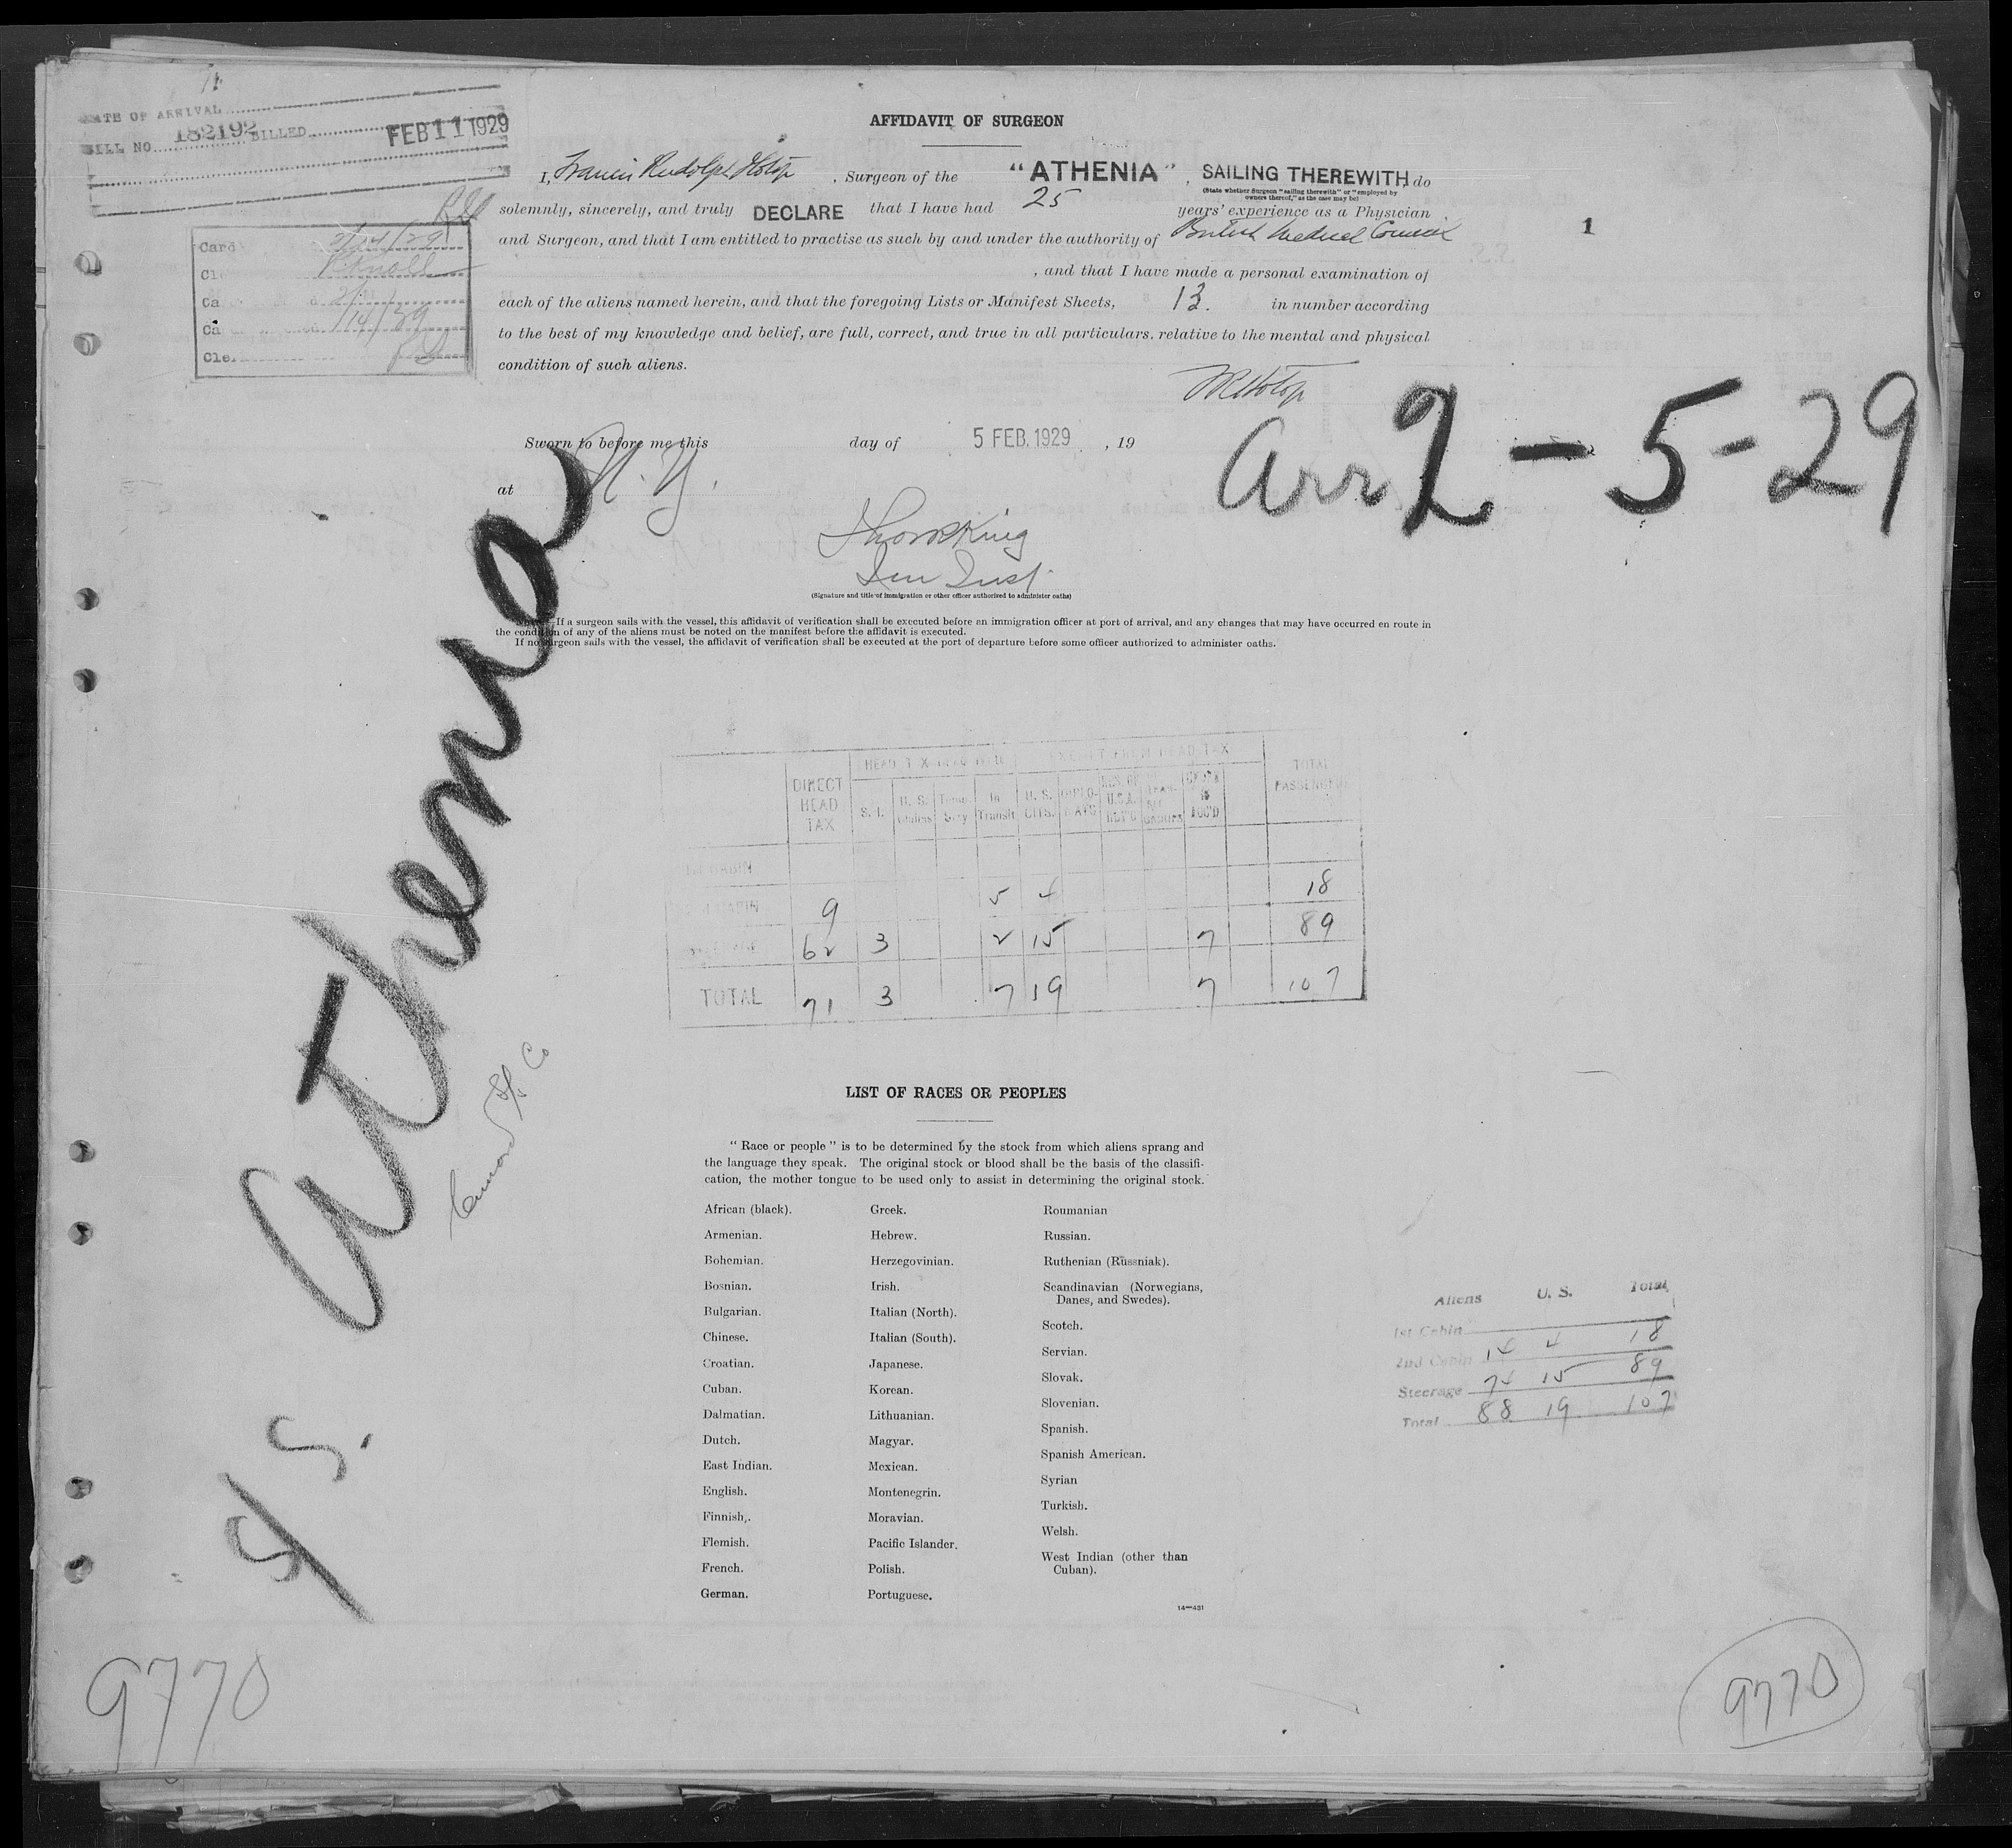 DATE OF ARRIVAL
BILL NO. 182192 BILLED FEB 11 1929
AFFIDAVIT OF SURGEON
I, Francis Rudolph Hotop, Surgeon of the "ATHENIA", SAILING THEREWITH do
(State whether Surgeon "sailing therewith" or "employed by
owners thereof," as the case may be)
solemnly, sincerely, and truly DECLARE that I have had 25 years' experience as a Physician
and Surgeon, and that I am entitled to practise as such by and under the authority of British Medical Council
, and that I have made a personal examination of
each of the aliens named herein, and that the foregoing Lists or Manifest Sheets, 13. in number according
to the best of my knowledge and belief, are full, correct, and true in all particulars. relative to the mental and physical
condition of such aliens.
1
Card
FRHotop
Arr 2-5-29
Sworn to before me this day of 5 FEB. 1929, 19
at N.Y.
Imm Insp.
(Signature and title of immigration or other officer authorized to administer oaths)
If a surgeon sails with the vessel, this affidavit of verification shall be executed before an immigration officer at port of arrival, and any changes that may have occurred en route in
the condition of any of the aliens must be noted on the manifest before the affidavit is executed.
If no surgeon sails with the vessel, the affidavit of verification shall be executed at the port of departure before some officer authorized to administer oaths.
S/S. Athenia
Cunard S/S Co
EXEMPT FROM HEAD TAX
DIRECT HEAD TAX S. I. U. S. In Transit U. S. CITS. TOTAL PASSENGERS
1st CABIN
CABIN 9 5 4 18
62 3 2 15 7 89
TOTAL 71 3 7 19 7 107
LIST OF RACES OR PEOPLES
"Race or people" is to be determined by the stock from which aliens sprang and
the language they speak. The original stock or blood shall be the basis of the classifi-
cation, the mother tongue to be used only to assist in determining the original stock.
African (black).
Armenian.
Bohemian.
Bosnian.
Bulgarian.
Chinese.
Croatian.
Cuban.
Dalmatian.
Dutch.
East Indian.
English.
Finnish,.
Flemish.
French.
German.
Greek.
Hebrew.
Herzegovinian.
Irish.
Italian (North).
Italian (South).
Japanese.
Korean.
Lithuanian.
Magyar.
Mexican.
Montenegrin.
Moravian.
Pacific Islander.
Polish.
Portuguese.
Roumanian
Russian.
Ruthenian (Russniak).
Scandinavian (Norwegians,
Danes, and Swedes).
Scotch.
Servian.
Slovak.
Slovenian.
Spanish.
Spanish American.
Syrian
Turkish.
Welsh.
West Indian (other than
Cuban).
14—431
Aliens U. S. Total
1st Cabin
2nd Cabin 14 4 18
Steerage 74 15 89
Total 88 19 107
9770
9770